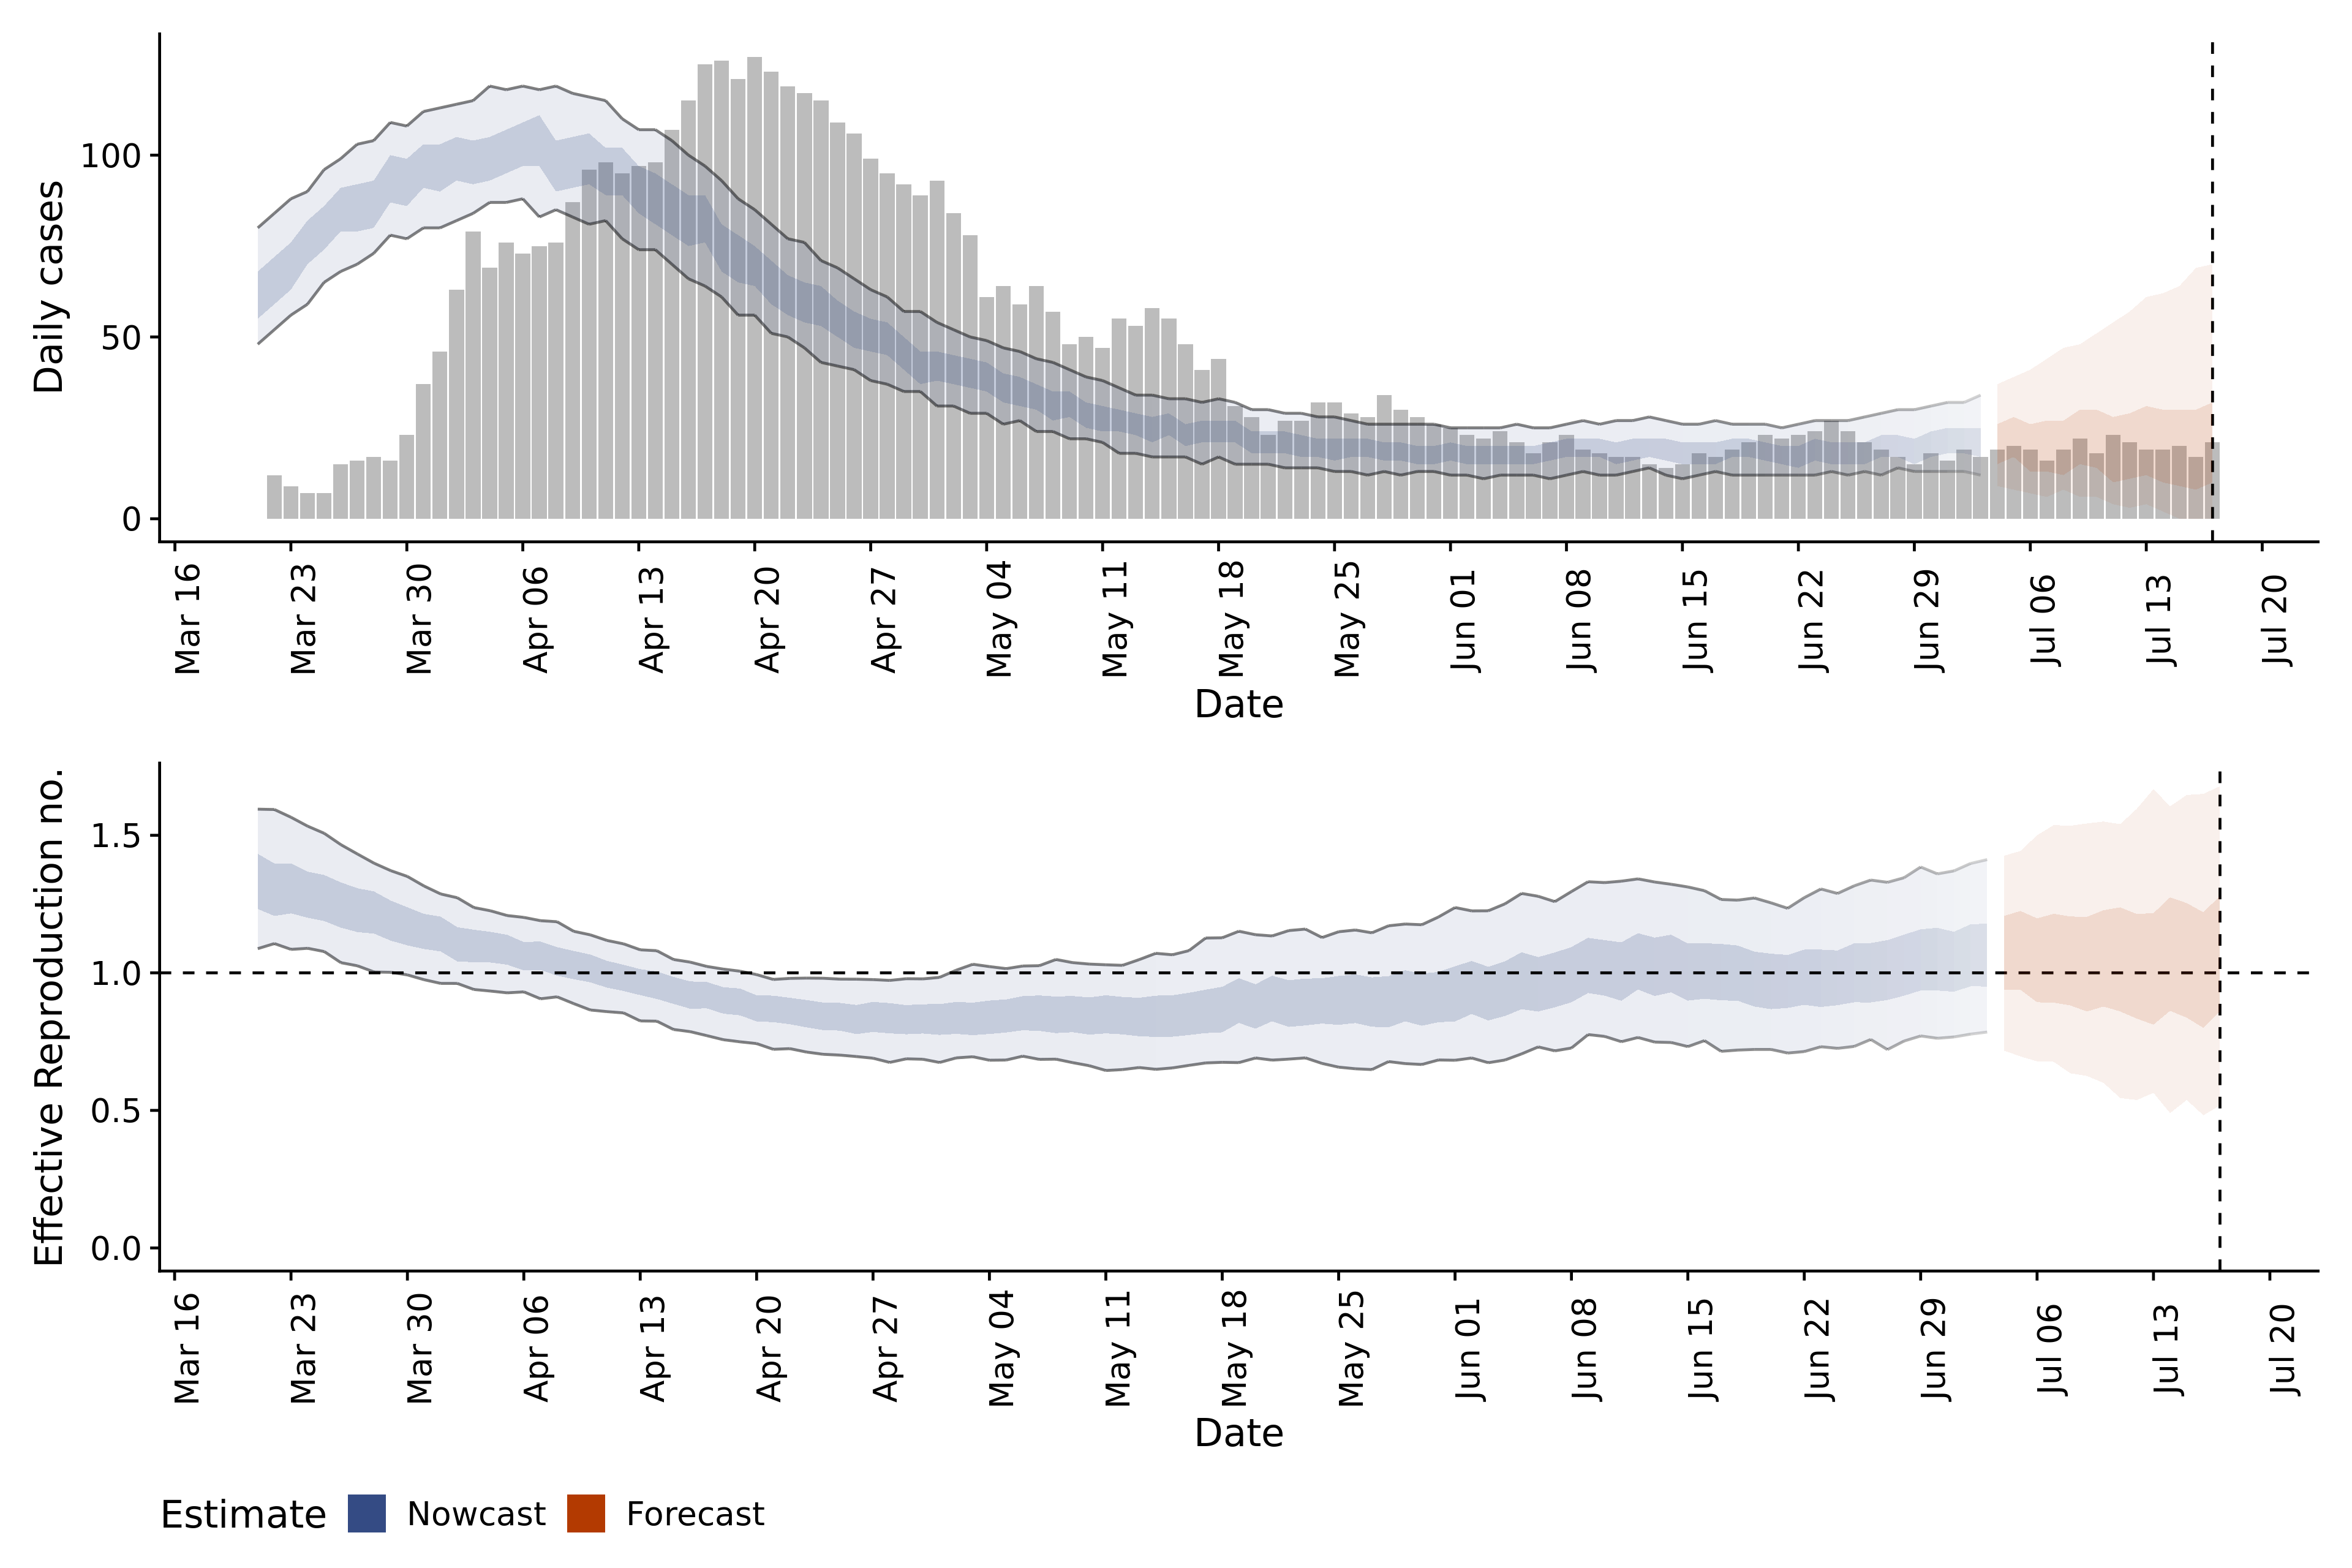 Daily cases
100
50
0
Mar 16
Mar 23
Mar 30
Apr 06
Apr 13
Apr 20
Apr 27
May 04
May 11
May 18
May 25
Jun 01
Jun 08
Jun 15
Jun 22
Jun 29
Jul 06
Jul 13
Jul 20
Date
Effective Reproduction no.
1.5
1.0
0.5
0.0
Mar 16
Mar 23
Mar 30
Apr 06
Apr 13
Apr 20
Apr 27
May 04
May 11
May 18
May 25
Jun 01
Jun 08
Jun 15
Jun 22
Jun 29
Jul 06
Jul 13
Jul 20
Date
Estimate Nowcast Forecast